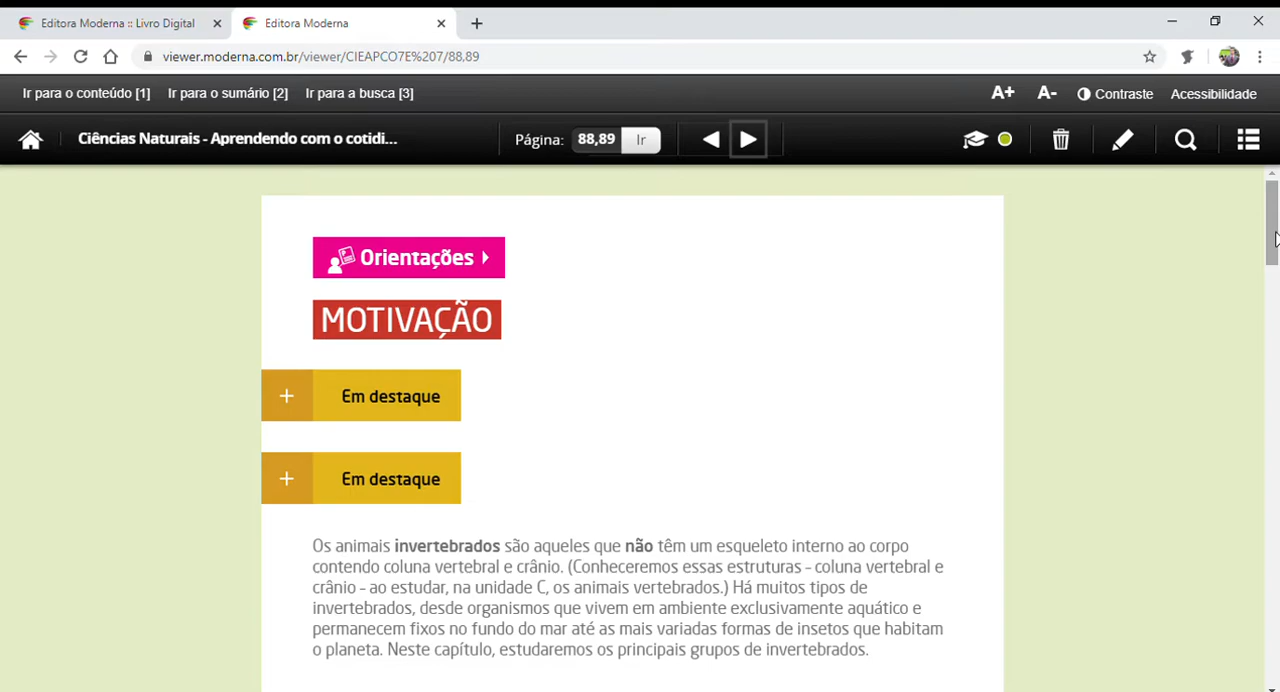 Editora Moderna :: Livro Digital
Editora Moderna
viewer.moderna.com.br/viewer/CIEAPCO7E%207/88,89
Ir para o conteúdo [1] Ir para o sumário [2] Ir para a busca [3] A+ A- Contraste Acessibilidade
Ciências Naturais - Aprendendo com o cotidi... Página: 88,89 Ir
Orientações
MOTIVAÇÃO
+ Em destaque
+ Em destaque
Os animais invertebrados são aqueles que não têm um esqueleto interno ao corpo
contendo coluna vertebral e crânio. (Conheceremos essas estruturas – coluna vertebral e
crânio – ao estudar, na unidade C, os animais vertebrados.) Há muitos tipos de
invertebrados, desde organismos que vivem em ambiente exclusivamente aquático e
permanecem fixos no fundo do mar até as mais variadas formas de insetos que habitam
o planeta. Neste capítulo, estudaremos os principais grupos de invertebrados.